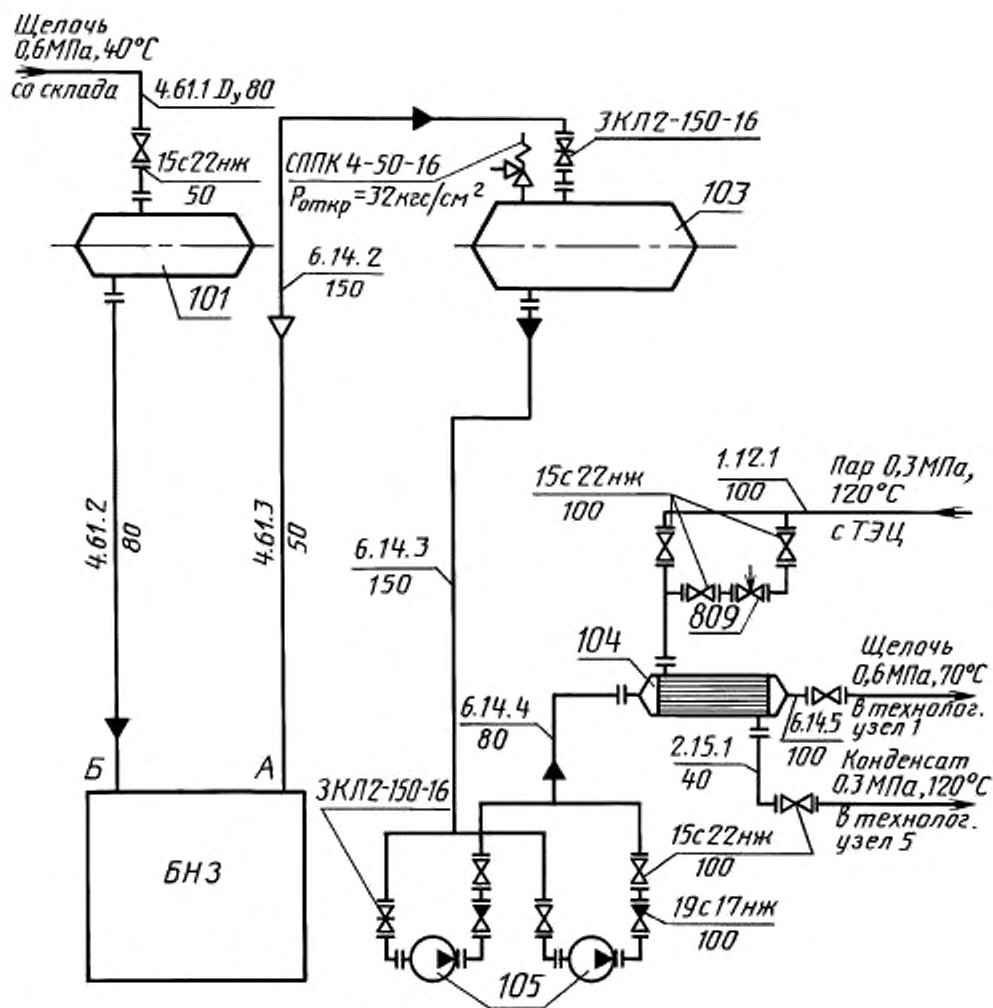 Щелочь
0,6МПа, 40°С
со склада
4.61.1 Dу 80
15с22нж
50
101
СППК 4-50-16
Pоткр=32кгс/см²
ЗКЛ2-150-16
103
6.14.2
150
4.61.2
80
4.61.3
50
6.14.3
150
15с22нж
100
1.12.1
100
Пар 0,3МПа,
120°С
с ТЭЦ
809
104
Щелочь
0,6МПа,70°С
в технолог.
узел 1
6.14.5
100
6.14.4
80
2.15.1
40
Конденсат
0.3 МПа,120°С
в технолог.
узел 5
Б
А
БНЗ
ЗКЛ2-150-16
15с22нж
100
19с17нж
100
105